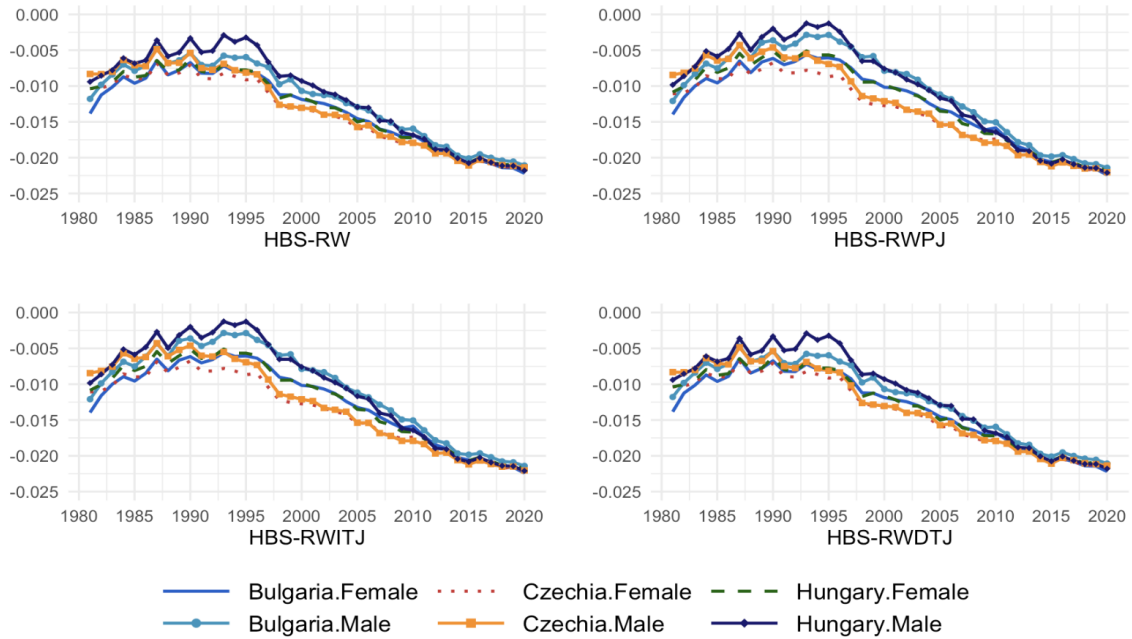 0.000 0.000
-0.005 -0.005
-0.010 -0.010
-0.015 -0.015
-0.020 -0.020
-0.025 -0.025
1980 1985 1990 1995 2000 2005 2010 2015 2020 1980 1985 1990 1995 2000 2005 2010 2015 2020
HBS-RW HBS-RWPJ
0.000 0.000
-0.005 -0.005
-0.010 -0.010
-0.015 -0.015
-0.020 -0.020
-0.025 -0.025
1980 1985 1990 1995 2000 2005 2010 2015 2020 1980 1985 1990 1995 2000 2005 2010 2015 2020
HBS-RWITJ HBS-RWDTJ
Bulgaria.Female Czechia.Female Hungary.Female
Bulgaria.Male Czechia.Male Hungary.Male